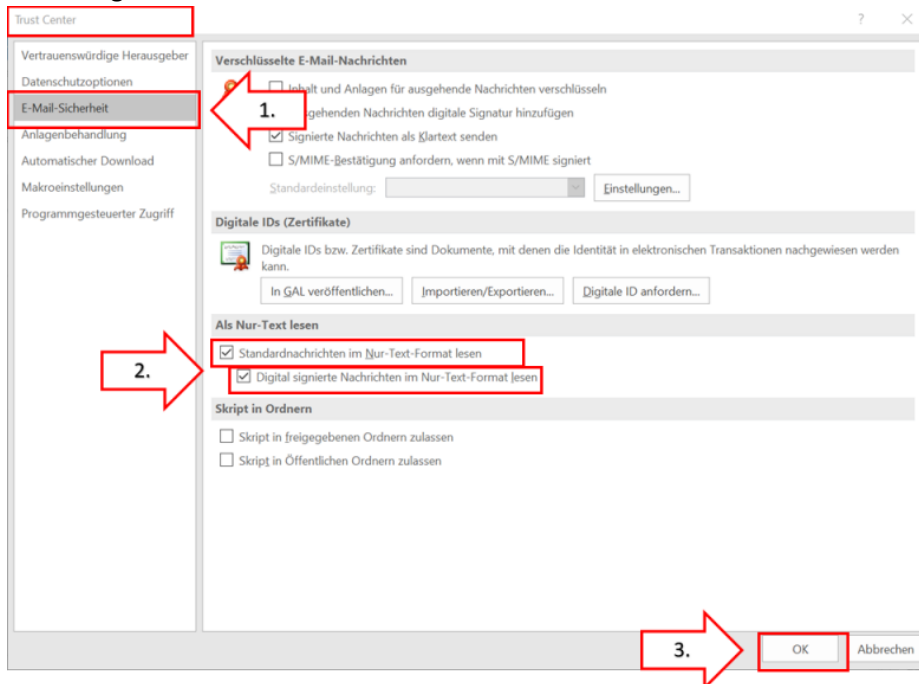 Trust Center
? ×
Vertrauenswürdige Herausgeber
Datenschutzoptionen
E-Mail-Sicherheit
Anlagenbehandlung
Automatischer Download
Makroeinstellungen
Programmgesteuerter Zugriff
1.
Verschlüsselte E-Mail-Nachrichten
und Anlagen für ausgehende Nachrichten verschlüsseln
Nachrichten digitale Signatur hinzufügen
Signierte Nachrichten als Klartext senden
S/MIME-Bestätigung anfordern, wenn mit S/MIME signiert
Standardeinstellung:
Einstellungen...
Digitale IDs (Zertifikate)
Digitale IDs bzw. Zertifikate sind Dokumente, mit denen die Identität in elektronischen Transaktionen nachgewiesen werden
kann.
In GAL veröffentlichen... Importieren/Exportieren... Digitale ID anfordern...
Als Nur-Text lesen
2.
Standardnachrichten im Nur-Text-Format lesen
Digital signierte Nachrichten im Nur-Text-Format lesen
Skript in Ordnern
Skript in freigegebenen Ordnern zulassen
Skript in Öffentlichen Ordnern zulassen
3.
OK Abbrechen